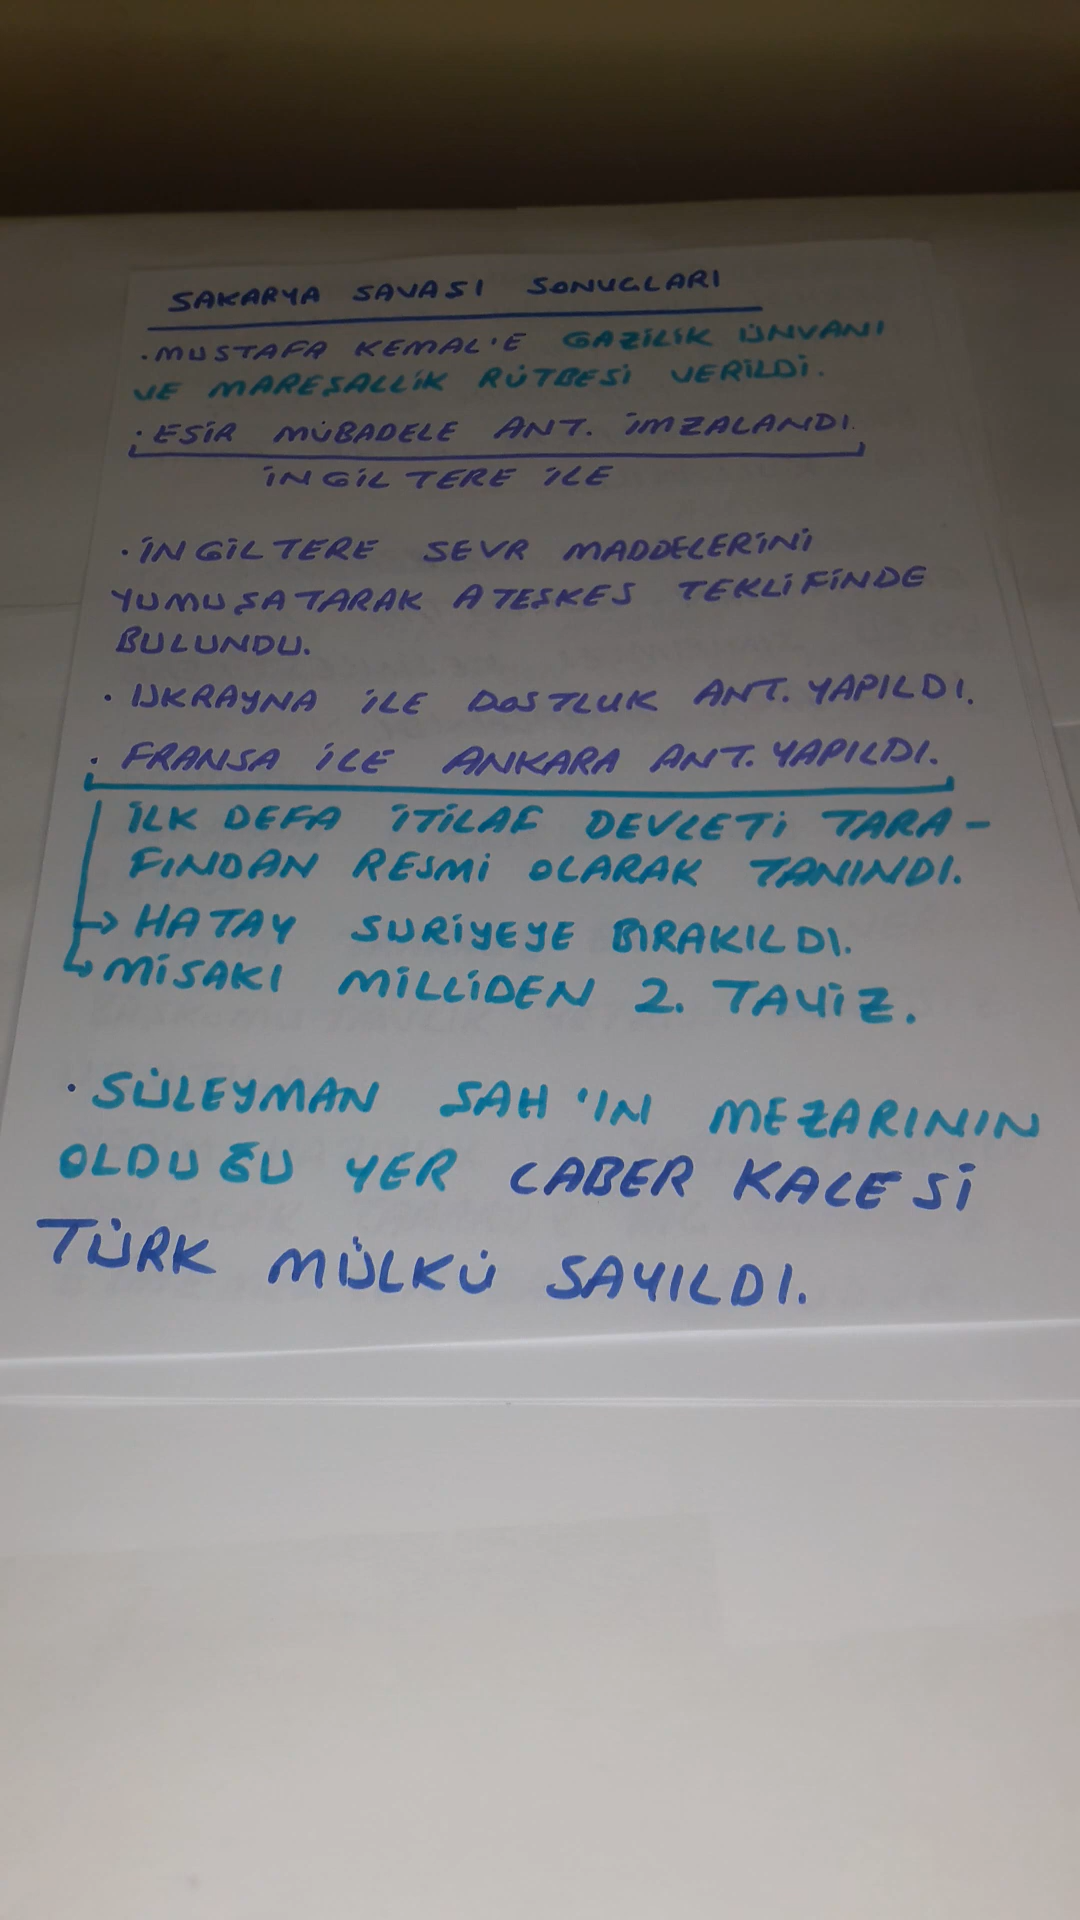 SAKARYA SAVASI SONUCLARI
. MUSTAFA KEMAL'E GAZİLİK ÜNVANI
VE MAREŞALLİK RÜTBESİ VERİLDİ.
. ESİR MÜBADELE ANT. İMZALANDI.
İNGİLTERE İLE
. İNGİLTERE SEVR MADDELERİNİ
YUMUŞATARAK ATEŞKES TEKLİFİNDE
BULUNDU.
. UKRAYNA İLE DOSTLUK ANT. YAPILDI.
. FRANSA İLE ANKARA ANT. YAPILDI.
İLK DEFA İTİLAF DEVLETİ TARA-
FINDAN RESMİ OLARAK TANINDI.
→ HATAY SURİYEYE BIRAKILDI.
↳ MİSAKI MİLLİDEN 2. TAVİZ.
. SÜLEYMAN ŞAH'IN MEZARININ
OLDUĞU YER CABER KALESİ
TÜRK MÜLKÜ SAYILDI.